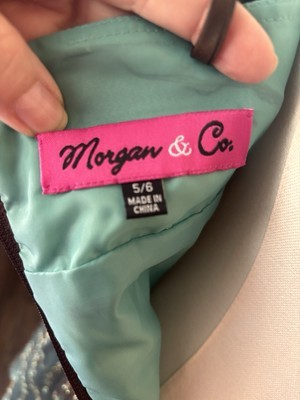 Morgan & Co.
5/6
MADE IN
CHINA